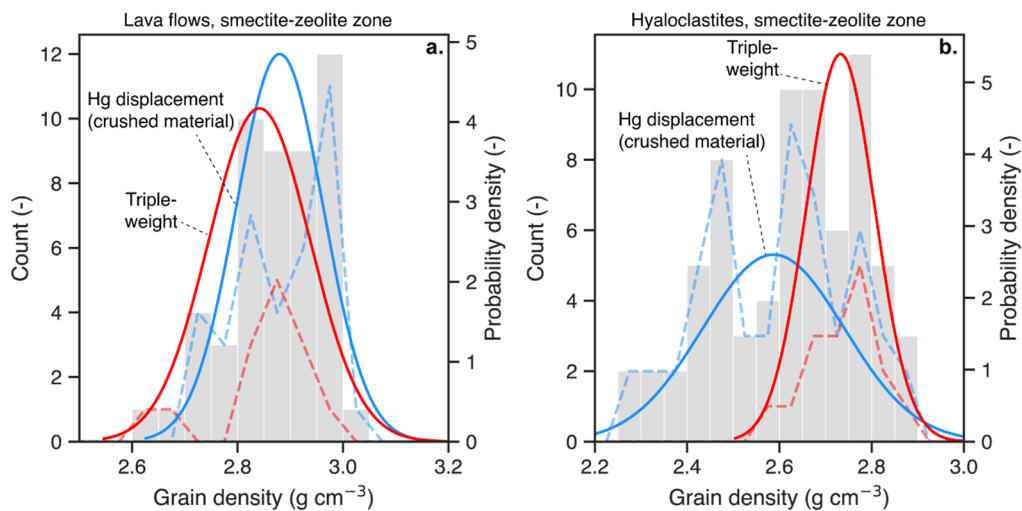 Lava flows, smectite-zeolite zone
a.
12
10
8
6
4
2
0
Count (-)
5
4
3
2
1
0
Probability density (-)
Hg displacement
(crushed material)
Triple-
weight
2.6
2.8
3.0
3.2
Grain density (g cm⁻³)
Hyaloclastites, smectite-zeolite zone
b.
10
8
6
4
2
0
Count (-)
5
4
3
2
1
0
Probability density (-)
Triple-
weight
Hg displacement
(crushed material)
2.2
2.4
2.6
2.8
3.0
Grain density (g cm⁻³)